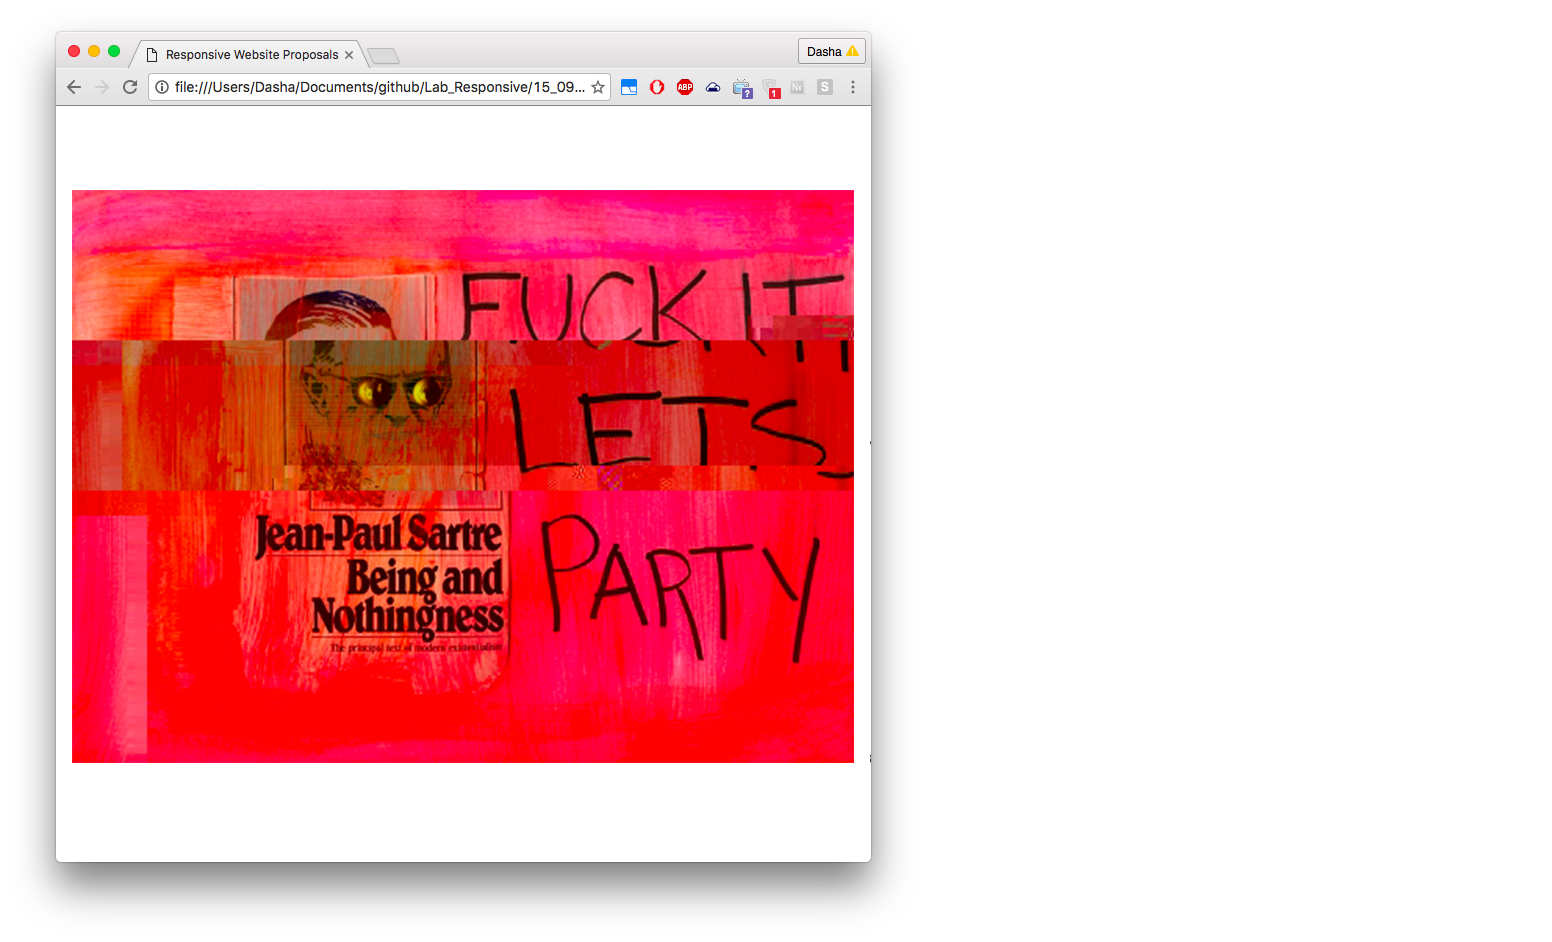 Responsive Website Proposals
Dasha
file:///Users/Dasha/Documents/github/Lab_Responsive/15_09...
ABP
?
1
Nx
S
FUCK IT
LETS
PARTY
Jean-Paul Sartre
Being and
Nothingness
The principal text of modern existentialism